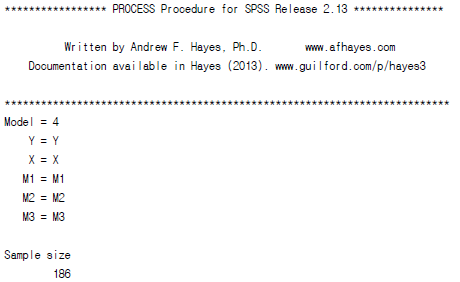 ***************** PROCESS Procedure for SPSS Release 2.13 ***************
Written by Andrew F. Hayes, Ph.D. www.afhayes.com
Documentation available in Hayes (2013). www.guilford.com/p/hayes3
**************************************************************************
Model = 4
Y = Y
X = X
M1 = M1
M2 = M2
M3 = M3
Sample size
186